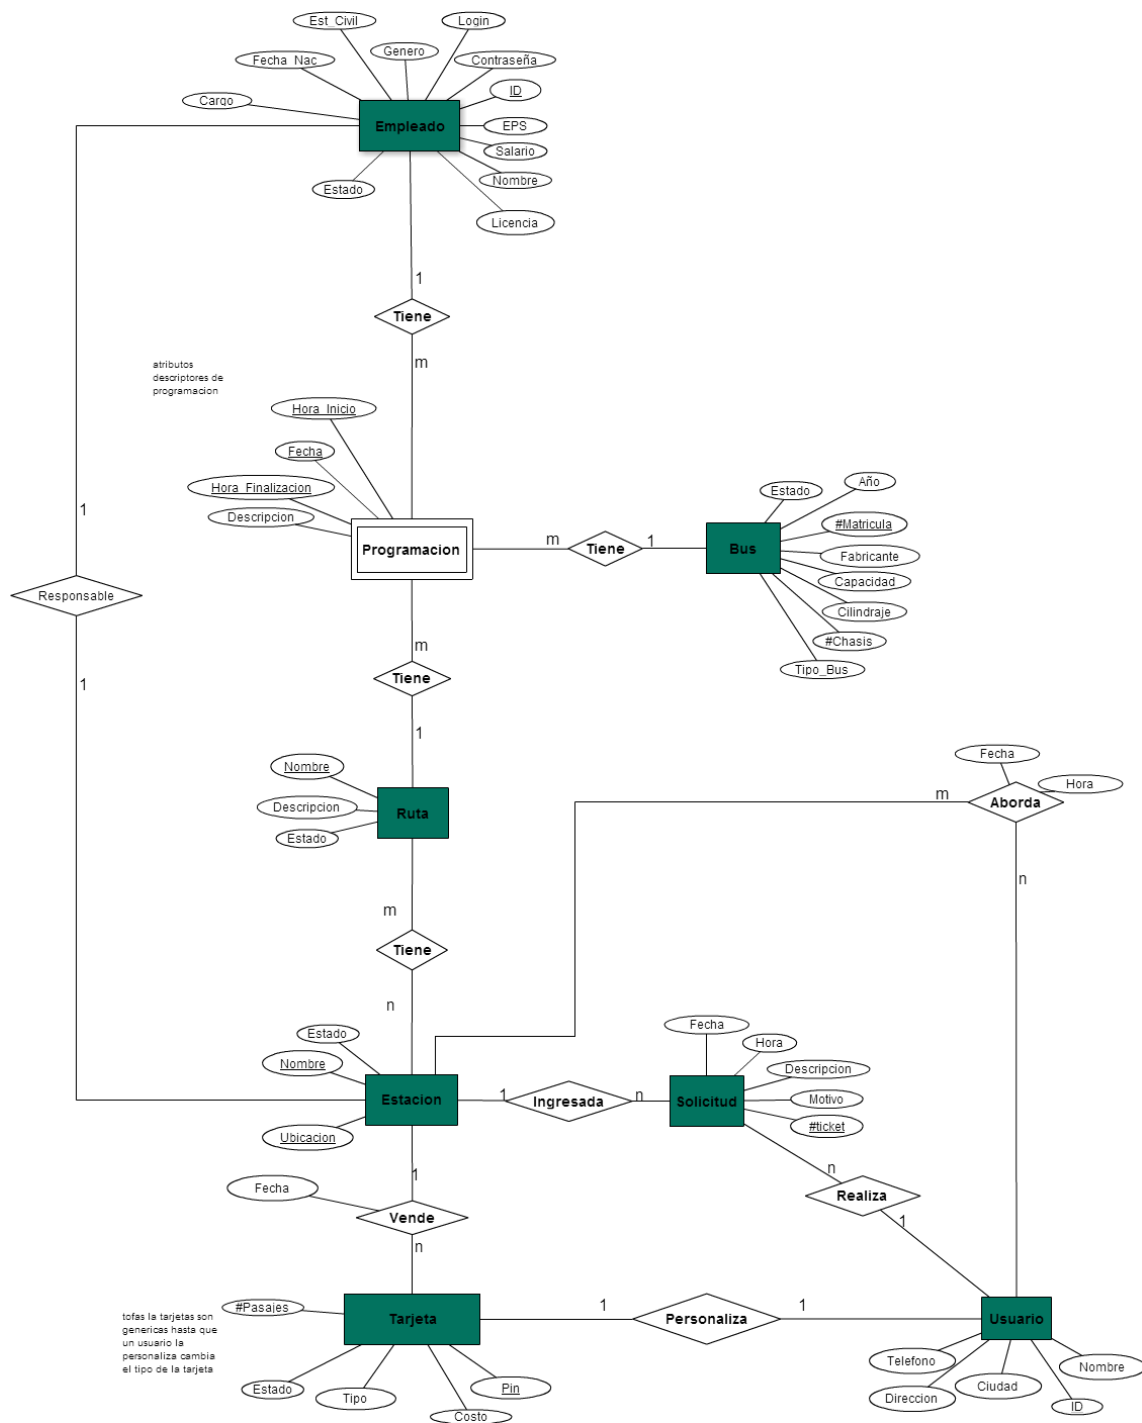 Est_Civil
Login
Genero
Fecha_Nac
Contraseña
ID
Cargo
Empleado
EPS
Salario
Nombre
Estado
Licencia
1
Tiene
m
atributos
descriptores de
programacion
Hora_Inicio
Fecha
Hora_Finalizacion
Descripcion
Programacion
m
Tiene
1
Bus
Estado
Año
#Matricula
Fabricante
Capacidad
Cilindraje
#Chasis
Tipo_Bus
1
Responsable
1
m
Tiene
1
Nombre
Descripcion
Estado
Ruta
m
Tiene
n
Fecha
Hora
m
Aborda
n
Estado
Nombre
Ubicacion
Estacion
1
Ingresada
n
Solicitud
Fecha
Hora
Descripcion
Motivo
#ticket
n
Realiza
1
1
Fecha
Vende
n
#Pasajes
Tarjeta
1
Personaliza
1
Usuario
tofas la tarjetas son
genericas hasta que
un usuario la
personaliza cambia
el tipo de la tarjeta
Estado
Tipo
Costo
Pin
Telefono
Direccion
Ciudad
ID
Nombre